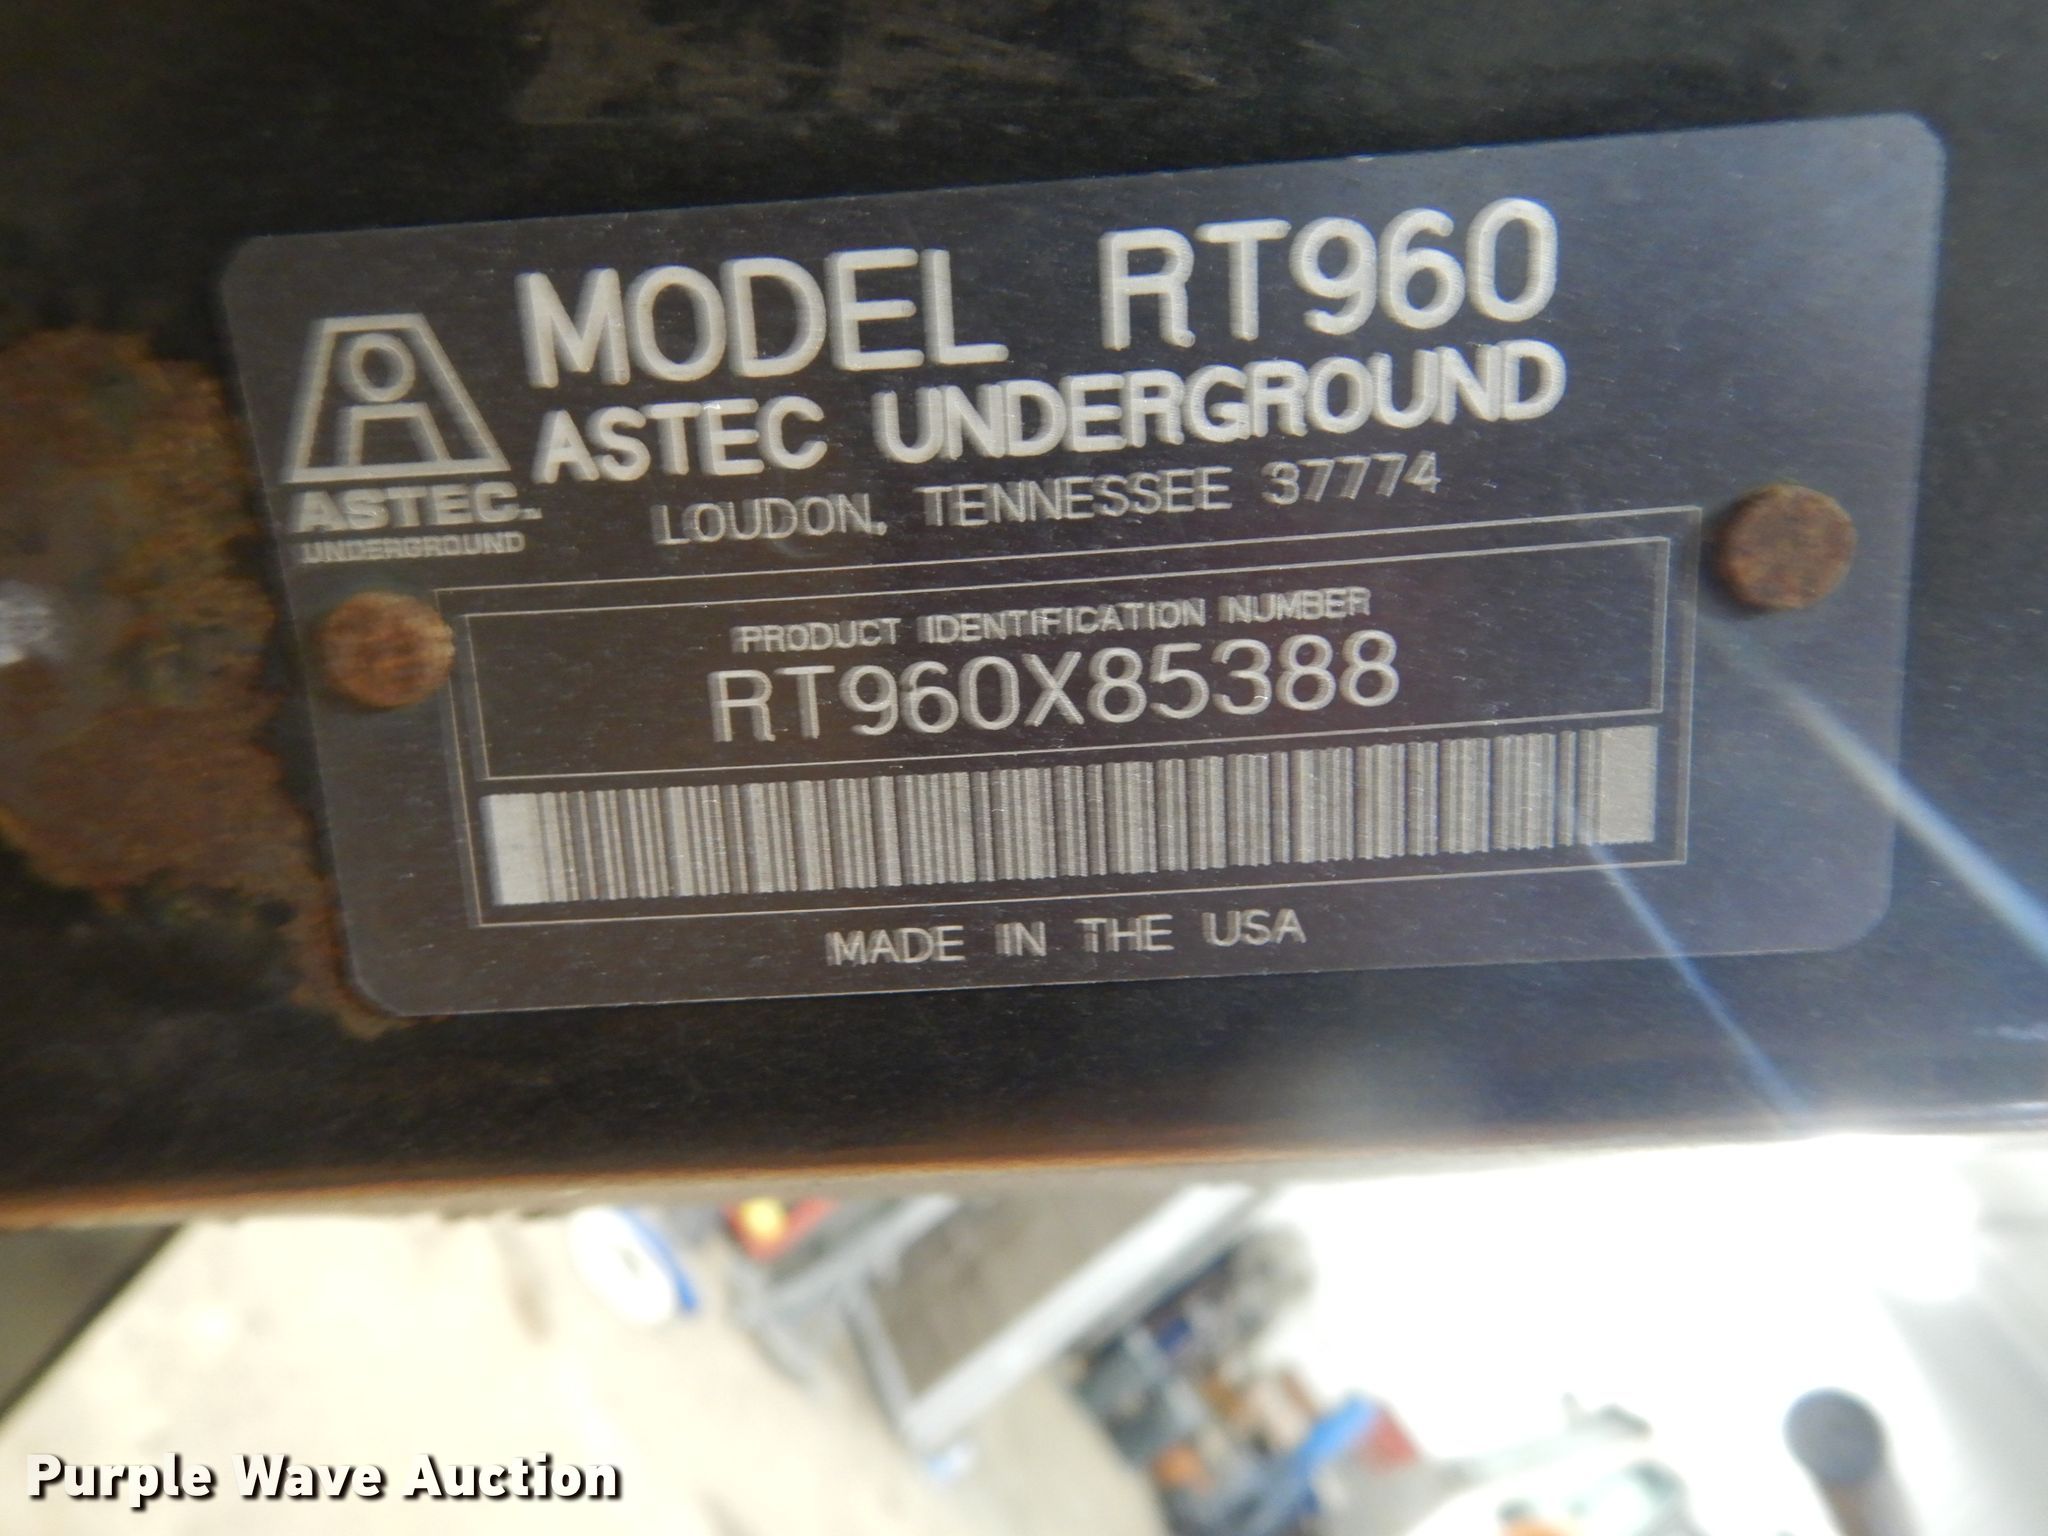 MODEL RT960
ASTEC UNDERGROUND
LOUDON, TENNESSEE 37774
ASTEC
UNDERGROUND
PRODUCT IDENTIFICATION NUMBER
RT960X85388
MADE IN THE USA
Purple Wave Auction